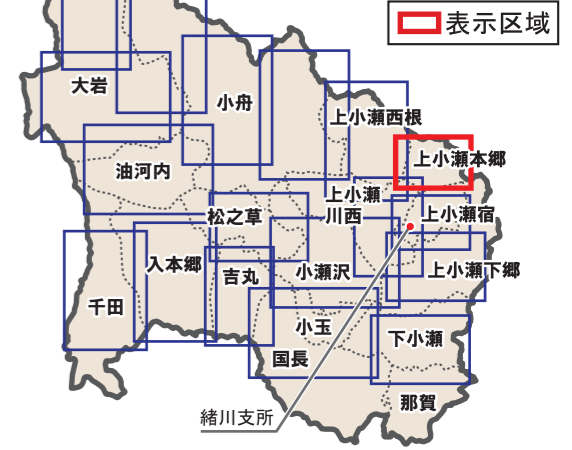 表示区域
大岩
小舟
上小瀬西根
上小瀬本郷
油河内
上小瀬
川西
上小瀬宿
松之草
入本郷
吉丸
小瀬沢
上小瀬下郷
千田
小玉
下小瀬
国長
那賀
緒川支所